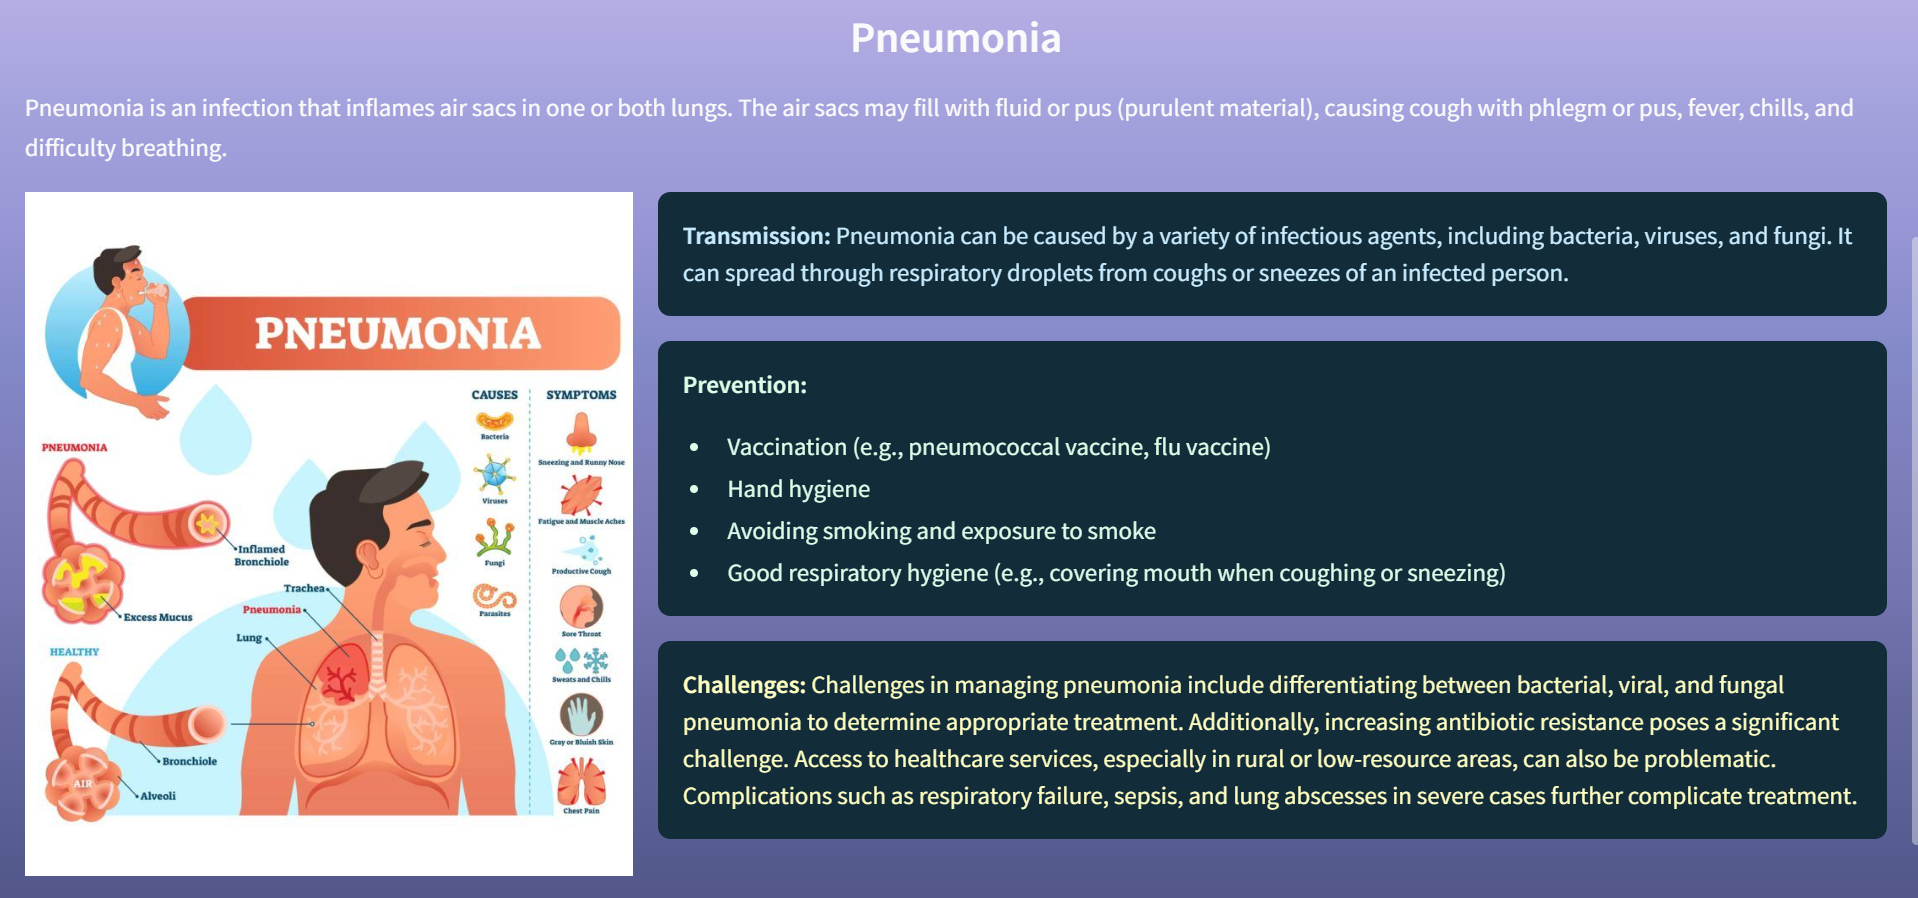 Pneumonia
Pneumonia is an infection that inflames air sacs in one or both lungs. The air sacs may fill with fluid or pus (purulent material), causing cough with phlegm or pus, fever, chills, and
difficulty breathing.
PNEUMONIA
CAUSES
Bacteria
Viruses
Fungi
Parasites
SYMPTOMS
Sneezing and Runny Nose
Fatigue and Muscle Aches
Productive Cough
Sore Throat
Sweats and Chills
Gray or Bluish Skin
Chest Pain
PNEUMONIA
Inflamed
Bronchiole
Excess Mucus
Trachea
Pneumonia
Lung
HEALTHY
Bronchiole
AIR
Alveoli
Transmission: Pneumonia can be caused by a variety of infectious agents, including bacteria, viruses, and fungi. It
can spread through respiratory droplets from coughs or sneezes of an infected person.
Prevention:
• Vaccination (e.g., pneumococcal vaccine, flu vaccine)
• Hand hygiene
• Avoiding smoking and exposure to smoke
• Good respiratory hygiene (e.g., covering mouth when coughing or sneezing)
Challenges: Challenges in managing pneumonia include differentiating between bacterial, viral, and fungal
pneumonia to determine appropriate treatment. Additionally, increasing antibiotic resistance poses a significant
challenge. Access to healthcare services, especially in rural or low-resource areas, can also be problematic.
Complications such as respiratory failure, sepsis, and lung abscesses in severe cases further complicate treatment.